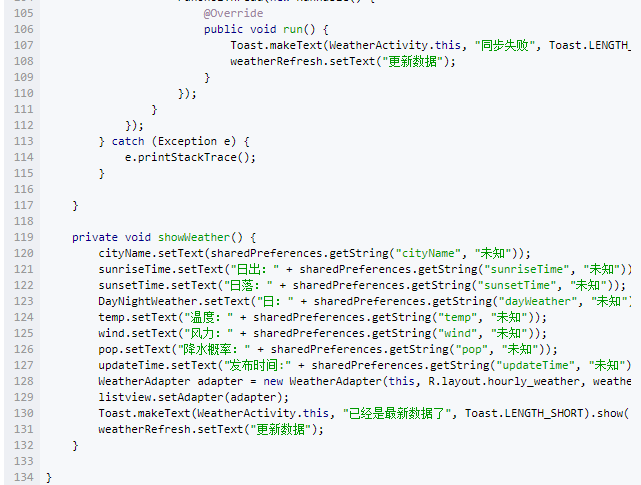 105 @Override
106 public void run() {
107 Toast.makeText(WeatherActivity.this, "同步失败", Toast.LENGTH_
108 weatherRefresh.setText("更新数据");
109 }
110 });
111 }
112 });
113 } catch (Exception e) {
114 e.printStackTrace();
115 }
116
117 }
118
119 private void showWeather() {
120 cityName.setText(sharedPreferences.getString("cityName", "未知"));
121 sunriseTime.setText("日出: " + sharedPreferences.getString("sunriseTime", "未知"))
122 sunsetTime.setText("日落: " + sharedPreferences.getString("sunsetTime", "未知"));
123 DayNightWeather.setText("日: " + sharedPreferences.getString("dayWeather", "未知")
124 temp.setText("温度: " + sharedPreferences.getString("temp", "未知"));
125 wind.setText("风力: " + sharedPreferences.getString("wind", "未知"));
126 pop.setText("降水概率: " + sharedPreferences.getString("pop", "未知"));
127 updateTime.setText("发布时间:" + sharedPreferences.getString("updateTime", "未知")
128 WeatherAdapter adapter = new WeatherAdapter(this, R.layout.hourly_weather, weathe
129 listview.setAdapter(adapter);
130 Toast.makeText(WeatherActivity.this, "已经是最新数据了", Toast.LENGTH_SHORT).show(
131 weatherRefresh.setText("更新数据");
132 }
133
134 }